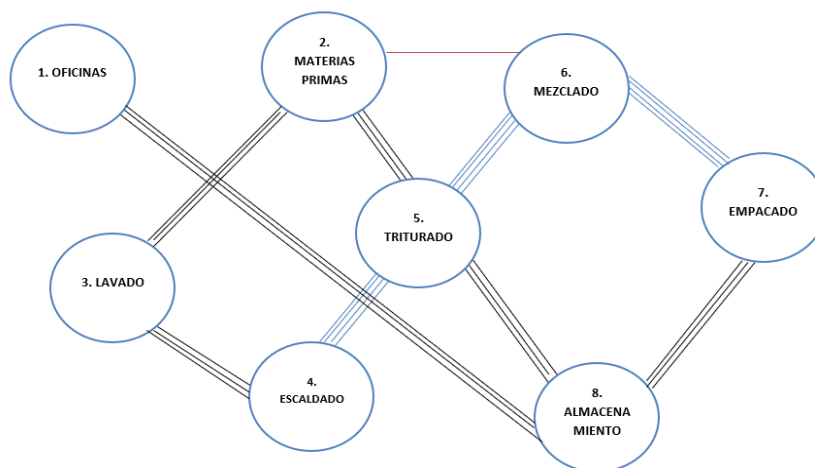 1. OFICINAS
2.
MATERIAS
PRIMAS
6.
MEZCLADO
7.
EMPACADO
5.
TRITURADO
3. LAVADO
4.
ESCALDADO
8.
ALMACENA
MIENTO